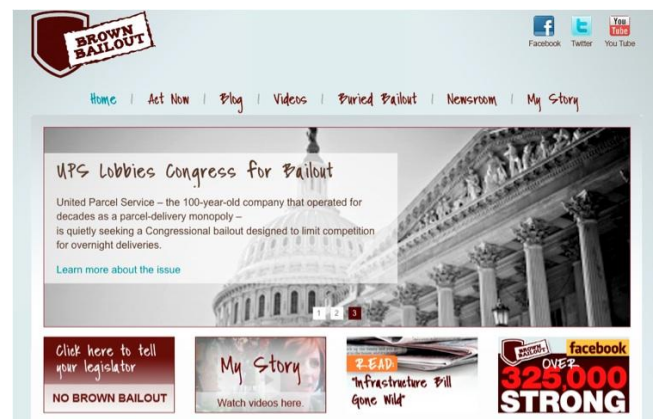 BROWN
BAILOUT
You
Tube
Facebook Twitter You Tube
Home | Act Now | Blog | Videos | Buried Bailout | Newsroom | My Story
UPS Lobbies Congress for Bailout
United Parcel Service – the 100-year-old company that operated for
decades as a parcel-delivery monopoly –
is quietly seeking a Congressional bailout designed to limit competition
for overnight deliveries.
Learn more about the issue
1 2 3
Click here to tell
your legislator
NO BROWN BAILOUT
My Story
Watch videos here.
READ
"Infrastructure Bill
Gone Wild"
BROWN
BAILOUT
facebook
OVER
325,000
STRONG